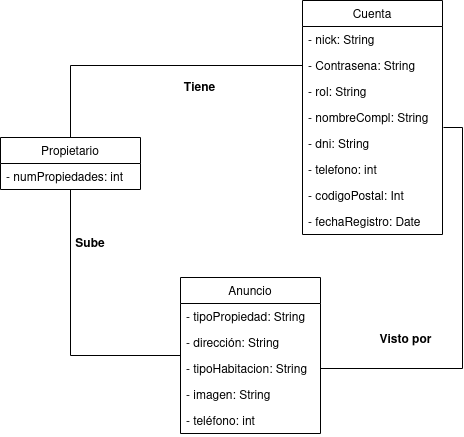 Cuenta
- nick: String
- Contrasena: String
- rol: String
- nombreCompl: String
- dni: String
- telefono: int
- codigoPostal: Int
- fechaRegistro: Date
Tiene
Propietario
- numPropiedades: int
Sube
Anuncio
- tipoPropiedad: String
- dirección: String
- tipoHabitacion: String
- imagen: String
- teléfono: int
Visto por